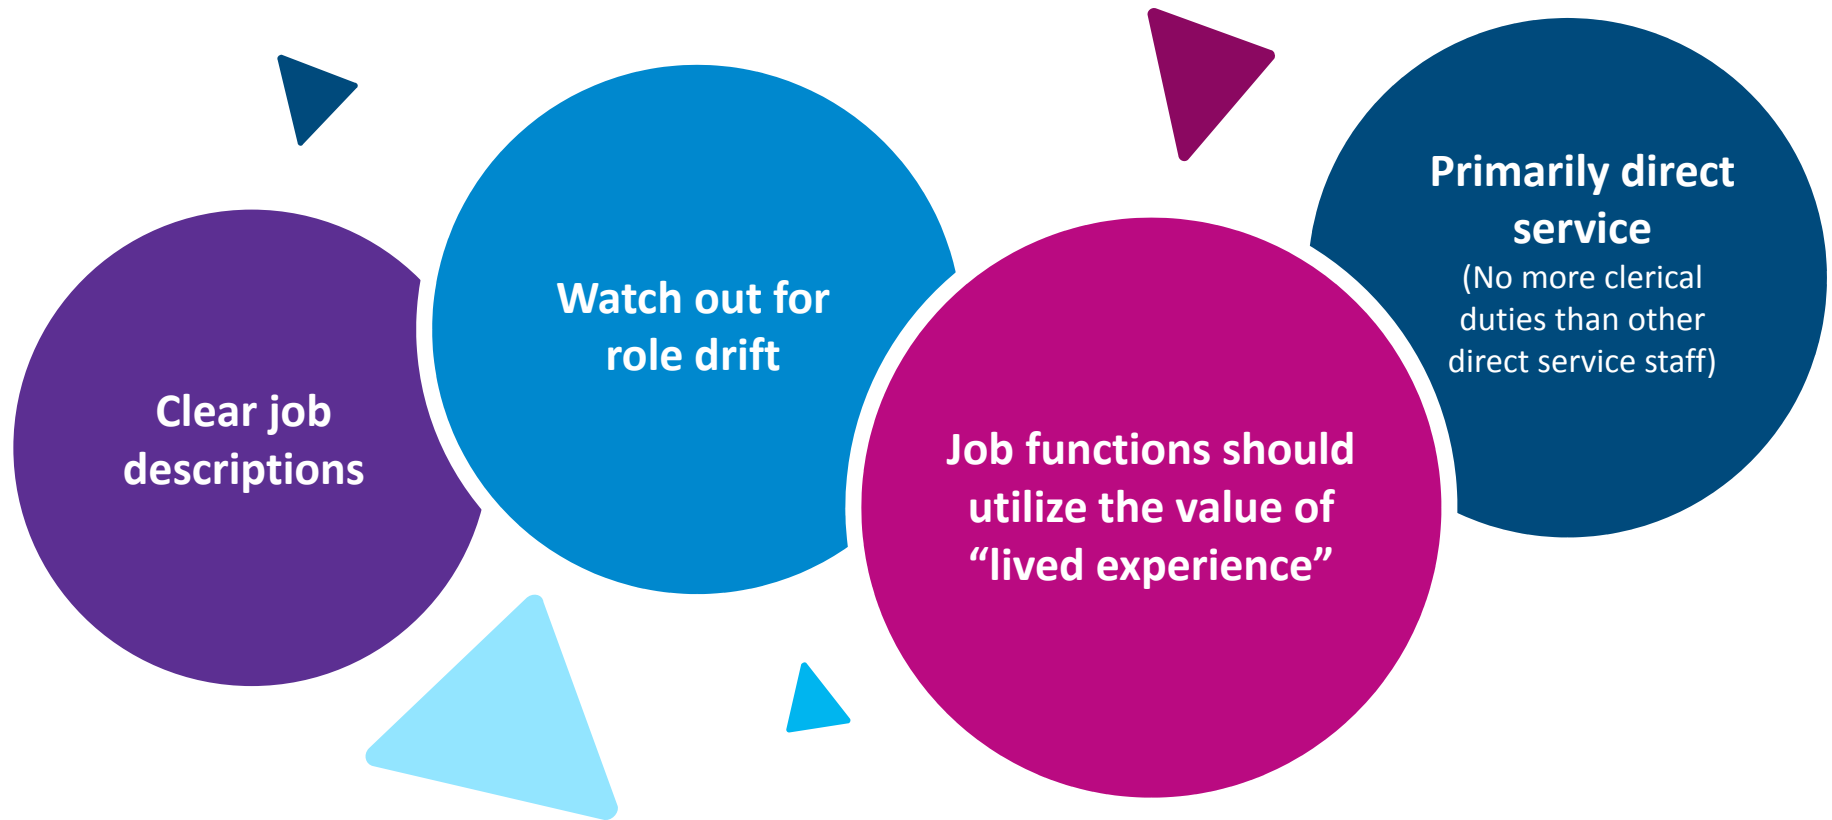 Clear job
descriptions
Watch out for
role drift
Job functions should
utilize the value of
“lived experience”
Primarily direct
service
(No more clerical
duties than other
direct service staff)